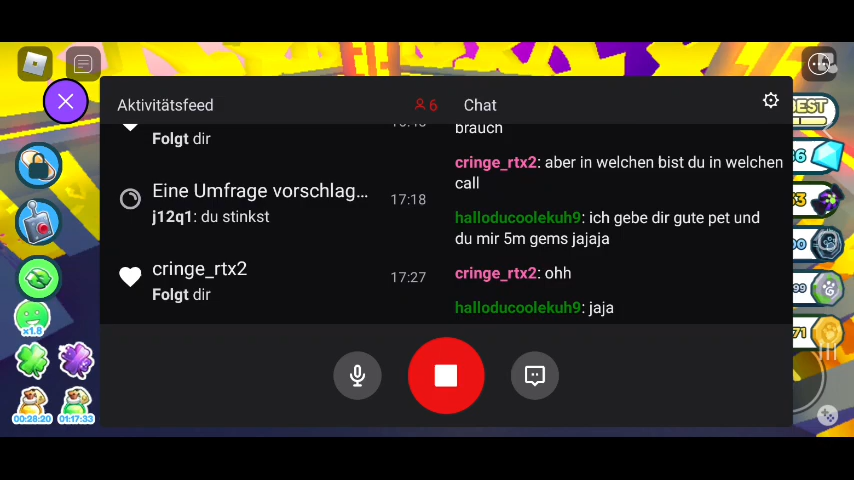 Aktivitätsfeed
6
Chat
Folgt dir
Eine Umfrage vorschlag...
17:18
j12q1: du stinkst
cringe_rtx2
17:27
Folgt dir
brauch
cringe_rtx2: aber in welchen bist du in welchen
call
halloducoolekuh9: ich gebe dir gute pet und
du mir 5m gems jajaja
cringe_rtx2: ohh
halloducoolekuh9: jaja
x1.8
00:28:20
01:17:33
BEST